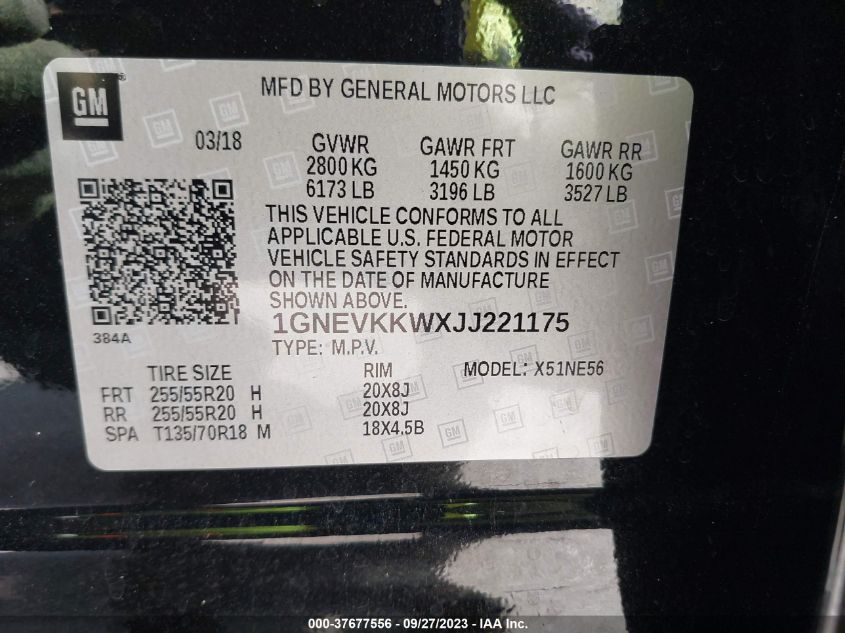 GM
MFD BY GENERAL MOTORS LLC
03/18
GVWR GAWR FRT GAWR RR
2800 KG 1450 KG 1600 KG
6173 LB 3196 LB 3527 LB
THIS VEHICLE CONFORMS TO ALL
APPLICABLE U.S. FEDERAL MOTOR
VEHICLE SAFETY STANDARDS IN EFFECT
ON THE DATE OF MANUFACTURE
SHOWN ABOVE.
384A
1GNEVKKWXJJ221175
TYPE: M.P.V. MODEL: X51NE56
TIRE SIZE RIM
FRT 255/55R20 H 20X8J
RR 255/55R20 H 20X8J
SPA T135/70R18 M 18X4.5B
000-37677556 - 09/27/2023 - IAAI.com